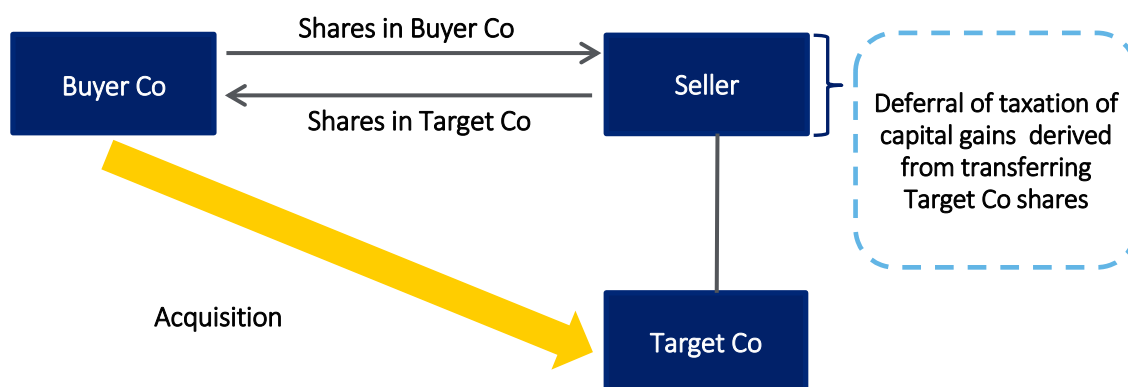 Shares in Buyer Co
Buyer Co
Seller
Shares in Target Co
Deferral of taxation of
capital gains derived
from transferring
Target Co shares
Acquisition
Target Co